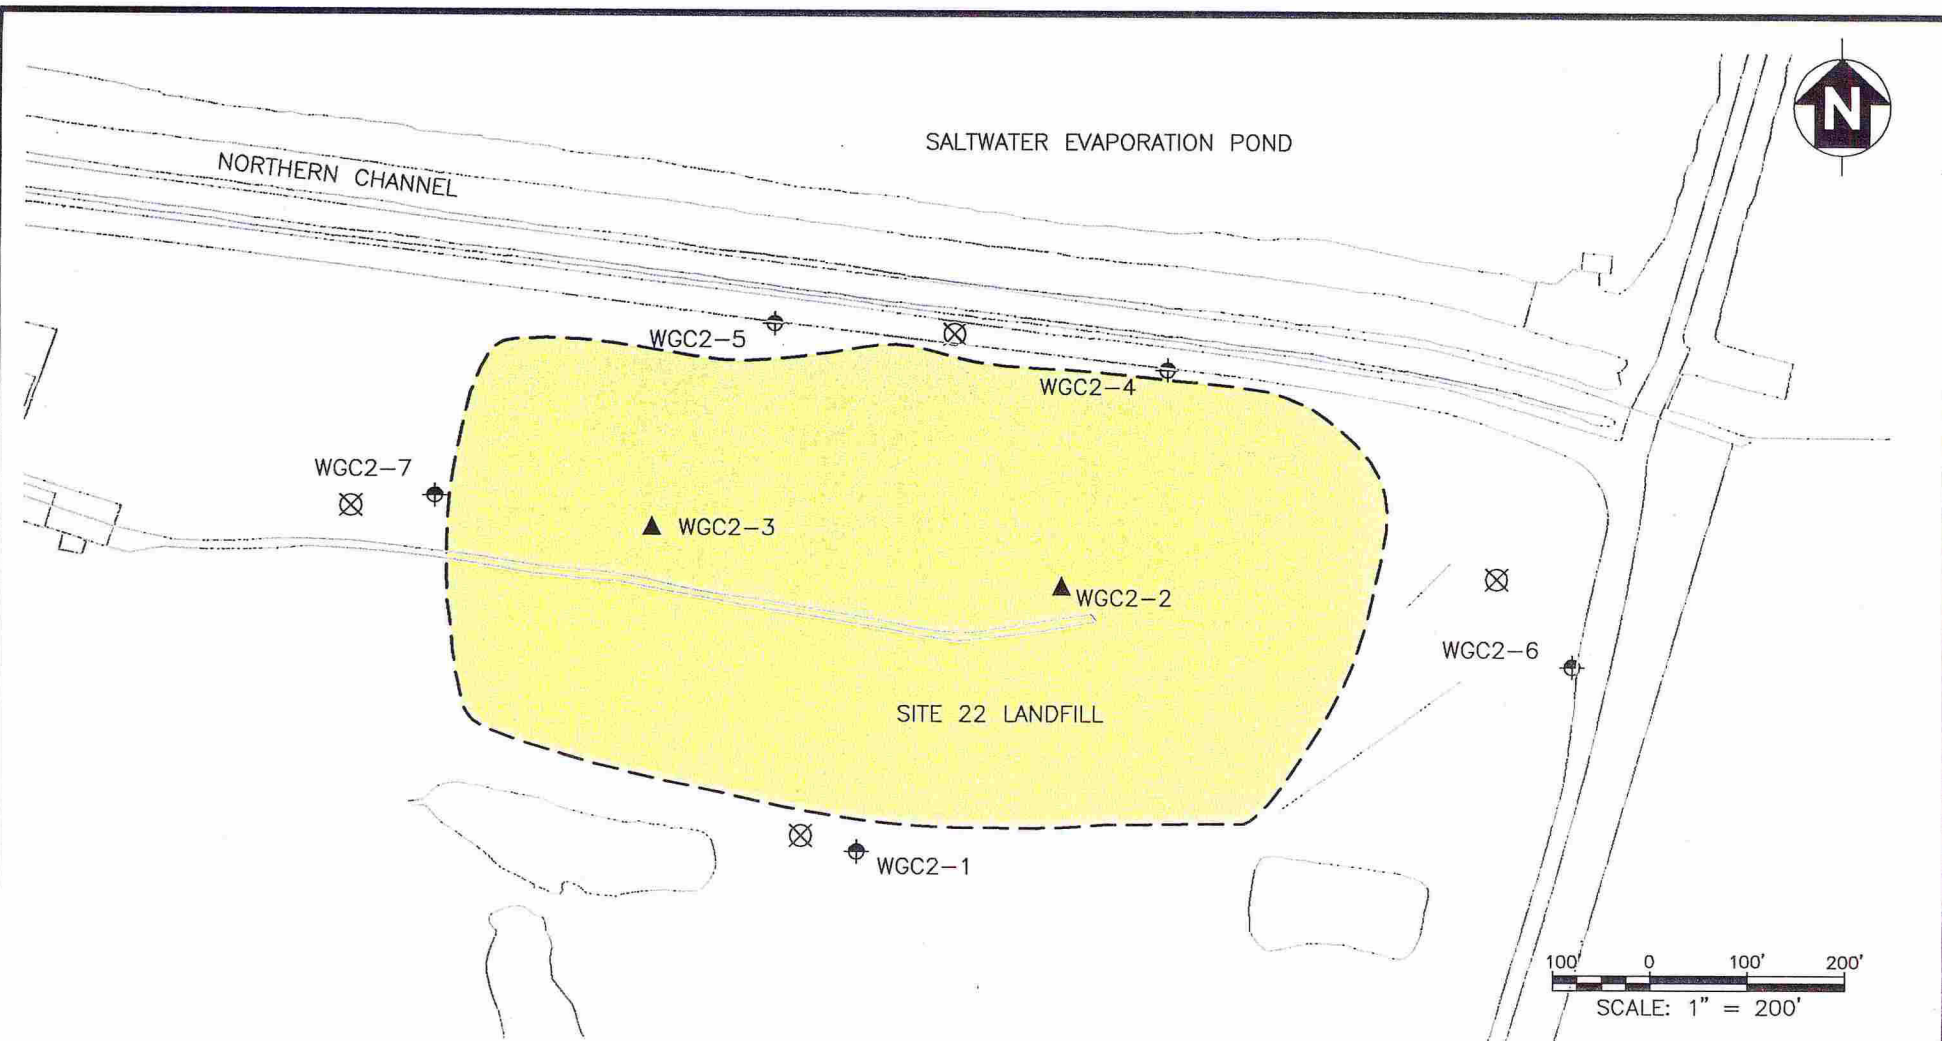 N
SALTWATER EVAPORATION POND
NORTHERN CHANNEL
WGC2-5
WGC2-4
WGC2-7
WGC2-3
WGC2-2
WGC2-6
SITE 22 LANDFILL
WGC2-1
100' 0 100' 200'
SCALE: 1" = 200'